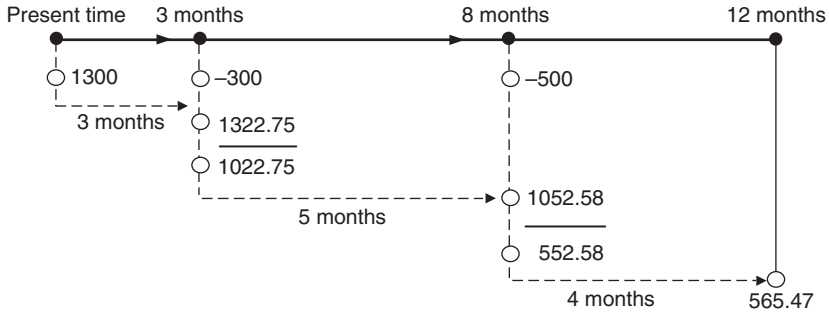 Present time 3 months 8 months 12 months
1300 –300 –500
3 months 1322.75
1022.75
1052.58
5 months
552.58
4 months 565.47